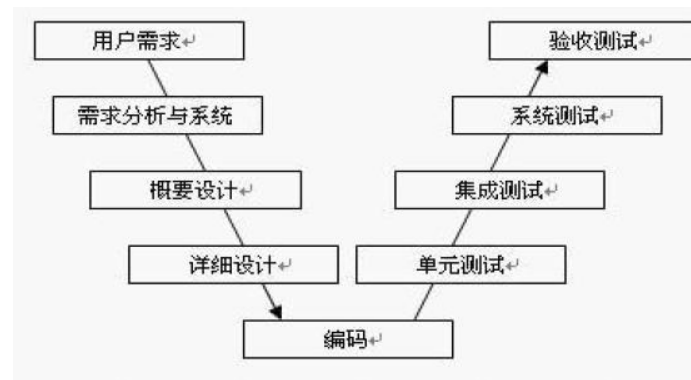 用户需求
验收测试
需求分析与系统
系统测试
概要设计
集成测试
详细设计
单元测试
编码